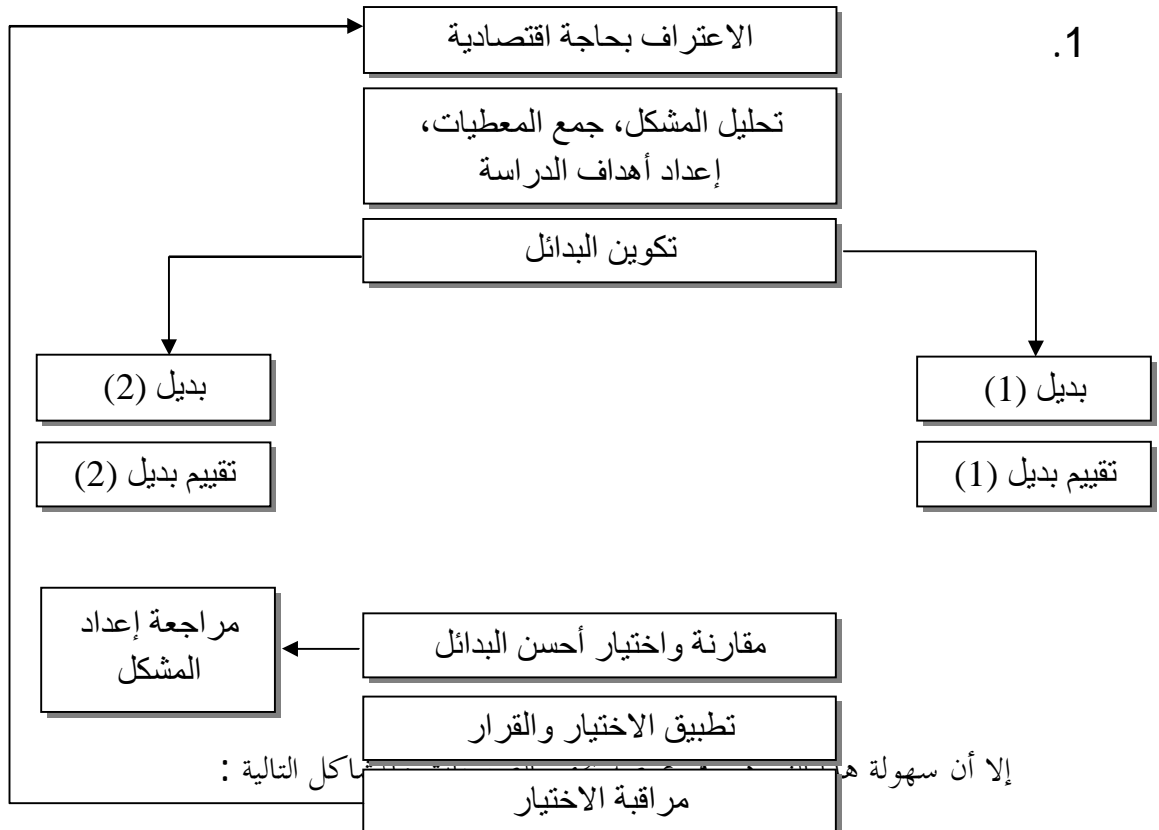 .1
الاعتراف بحاجة اقتصادية
تحليل المشكل، جمع المعطيات،
إعداد أهداف الدراسة
تكوين البدائل
بديل (1)
بديل (2)
تقييم بديل (1)
تقييم بديل (2)
مقارنة واختيار أحسن البدائل
مراجعة إعداد
المشكل
تطبيق الاختيار والقرار
إلا أن سهولة التالية :
مراقبة الاختيار